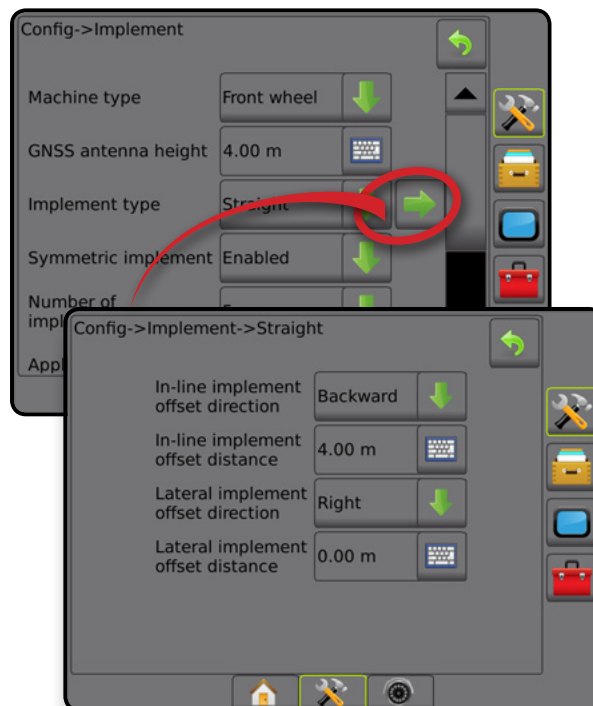 Config->Implement
Machine type Front wheel
GNSS antenna height 4.00 m
Implement type Straight
Symmetric implement Enabled
Number of
Config->Implement->Straight
In-line implement
offset direction Backward
In-line implement
offset distance 4.00 m
Lateral implement
offset direction Right
Lateral implement
offset distance 0.00 m